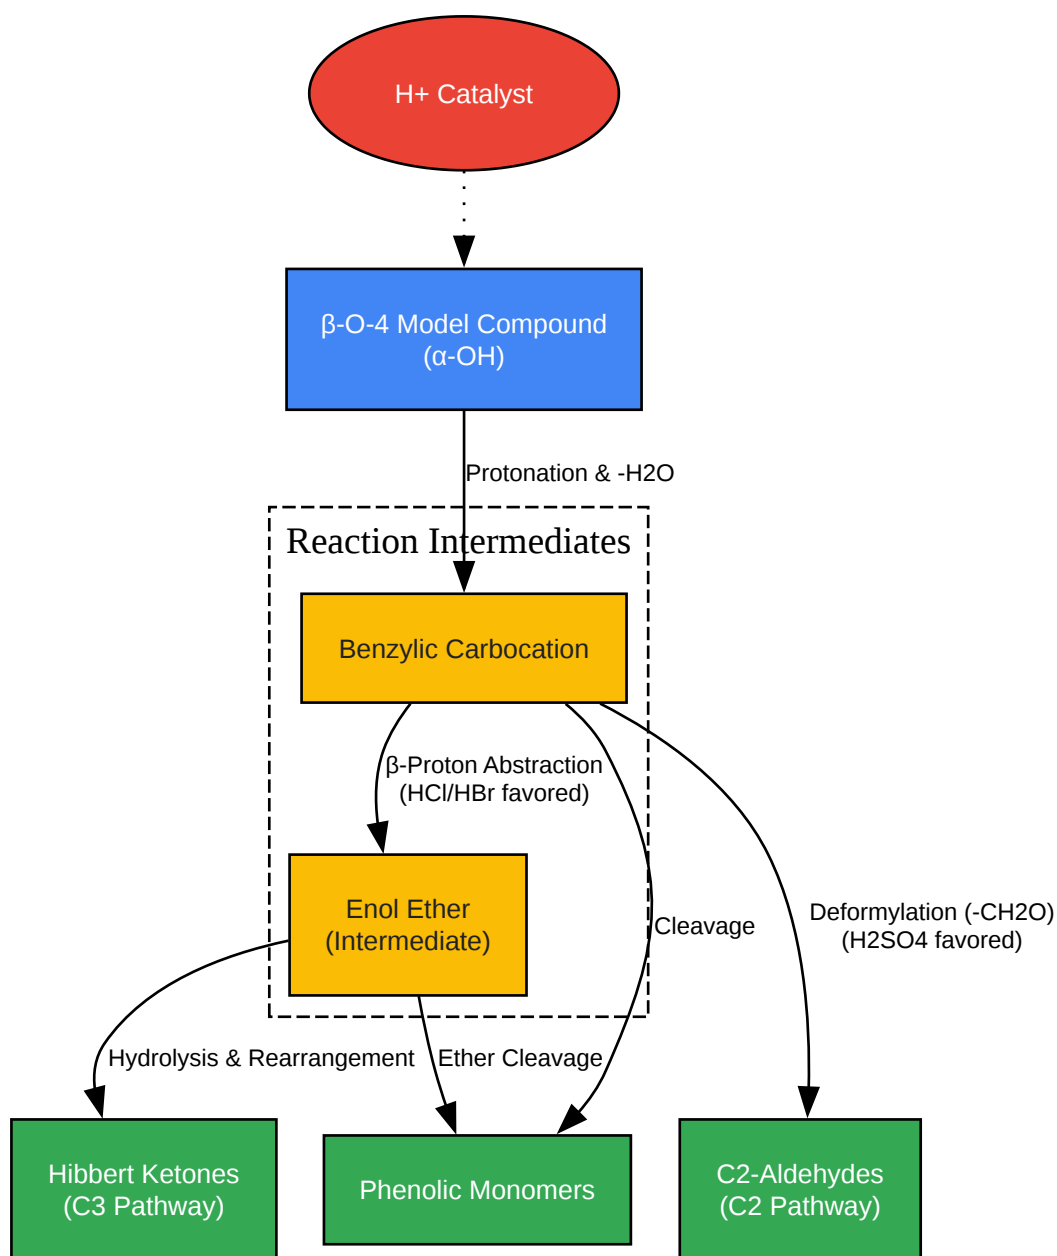 H+ Catalyst
β-O-4 Model Compound
(α-OH)
Protonation & -H2O
Reaction Intermediates
Benzylic Carbocation
β-Proton Abstraction
(HCl/HBr favored)
Enol Ether
(Intermediate)
Cleavage
Deformylation (-CH2O)
(H2SO4 favored)
Hydrolysis & Rearrangement
Ether Cleavage
Hibbert Ketones
(C3 Pathway)
Phenolic Monomers
C2-Aldehydes
(C2 Pathway)